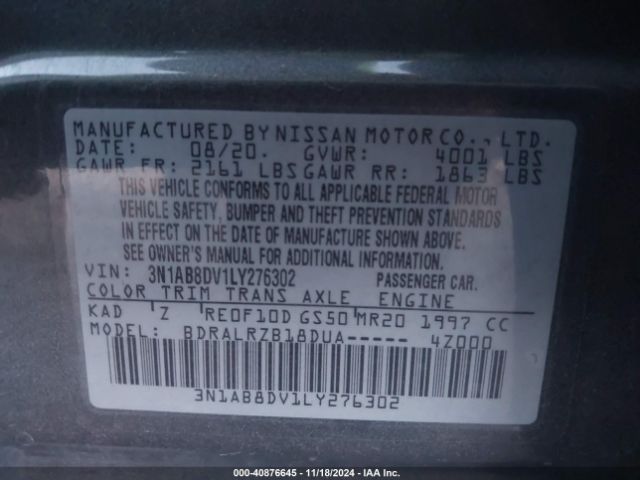 MANUFACTURED BY NISSAN MOTOR CO., LTD.
DATE: 08/20. GVWR: 4001 LBS
GAWR FR: 2161 LBS GAWR RR: 1863 LBS
THIS VEHICLE CONFORMS TO ALL APPLICABLE FEDERAL MOTOR
VEHICLE SAFETY, BUMPER AND THEFT PREVENTION STANDARDS
IN EFFECT ON THE DATE OF MANUFACTURE SHOWN ABOVE.
SEE OWNER'S MANUAL FOR ADDITIONAL INFORMATION.
VIN: 3N1AB8DV1LY276302 PASSENGER CAR.
COLOR TRIM TRANS AXLE ENGINE
KAD Z RE0F10D GS50 MR20 1997 CC
MODEL: BDRALRZB18DUA----- 4Z000
3N1AB8DV1LY276302
000-40876645 - 11/18/2024 - IAA Inc.